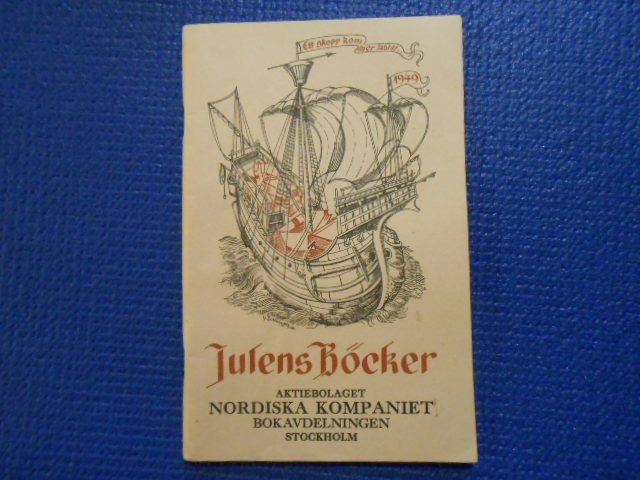 Ett skepp kom
1949
Julens Böcker
AKTIEBOLAGET
NORDISKA KOMPANIET
BOKAVDELNINGEN
STOCKHOLM